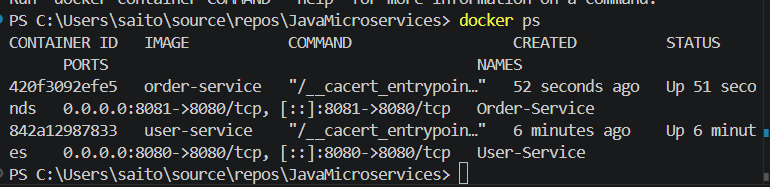 Run 'docker container COMMAND --help' for more information on a command.
PS C:\Users\saito\source\repos\JavaMicroservices> docker ps
CONTAINER ID   IMAGE           COMMAND                  CREATED          STATUS
      PORTS                                         NAMES
420f3092efe5   order-service   "/__cacert_entrypoin…"   52 seconds ago   Up 51 seco
nds   0.0.0.0:8081->8080/tcp, [::]:8081->8080/tcp   Order-Service
842a12987833   user-service    "/__cacert_entrypoin…"   6 minutes ago    Up 6 minut
es    0.0.0.0:8080->8080/tcp, [::]:8080->8080/tcp   User-Service
PS C:\Users\saito\source\repos\JavaMicroservices>